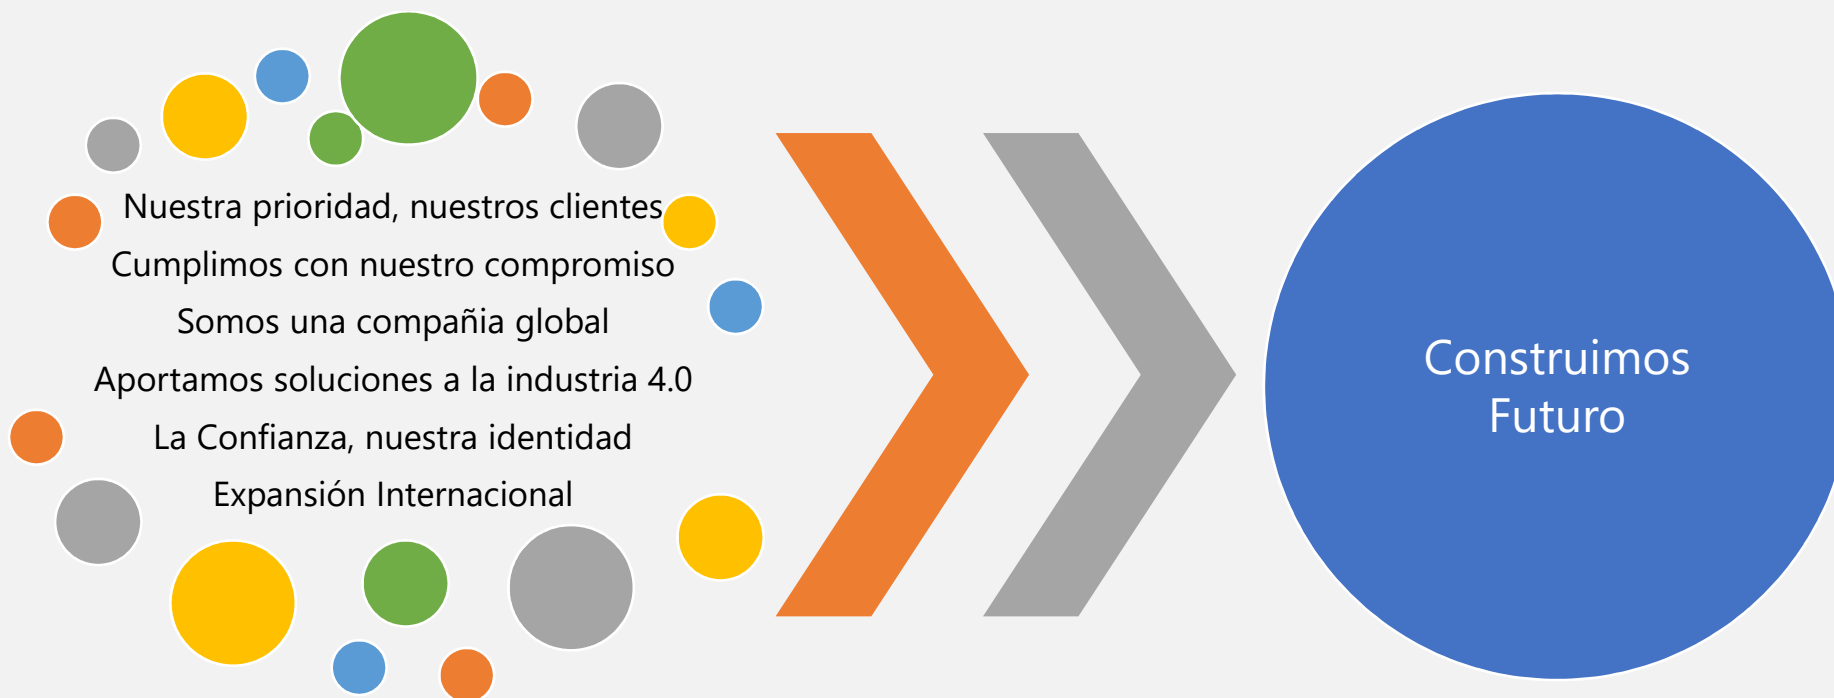 Nuestra prioridad, nuestros clientes
Cumplimos con nuestro compromiso
Somos una compañia global
Aportamos soluciones a la industria 4.0
La Confianza, nuestra identidad
Expansión Internacional
Construimos
Futuro